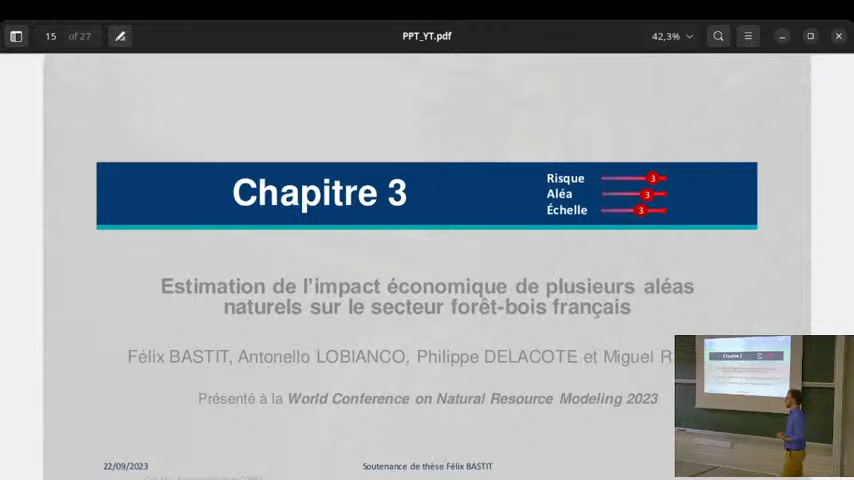 15 of 27
PPT_YT.pdf
42,3%
Chapitre 3
Risque 3
Aléa 3
Échelle 3
Estimation de l'impact économique de plusieurs aléas
naturels sur le secteur forêt-bois français
Félix BASTIT, Antonello LOBIANCO, Philippe DELACOTE et Miguel
Présenté à la World Conference on Natural Resource Modeling 2023
22/09/2023
Soutenance de thèse Félix BASTIT
Chapitre 3